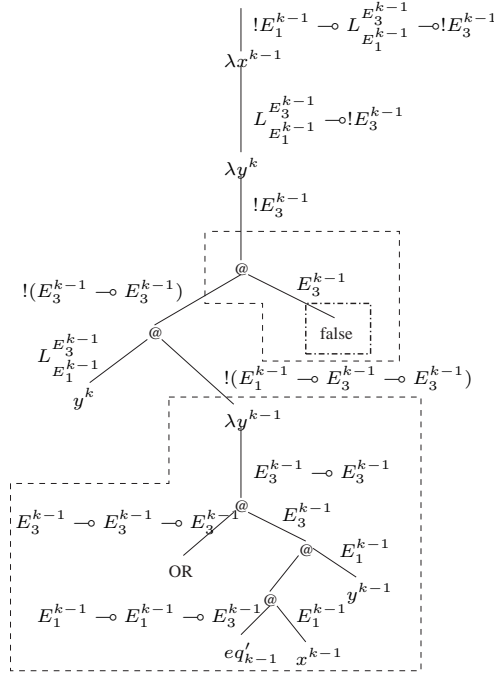 !E_1^{k−1} ⊸ L_{E_1^{k−1}}^{E_3^{k−1}} ⊸ !E_3^{k−1}
λx^{k−1}
L_{E_1^{k−1}}^{E_3^{k−1}} ⊸ !E_3^{k−1}
λy^k
!E_3^{k−1}
@
E_3^{k−1}
!(E_3^{k−1} ⊸ E_3^{k−1})
@
false
L_{E_1^{k−1}}^{E_3^{k−1}}
!(E_1^{k−1} ⊸ E_3^{k−1} ⊸ E_3^{k−1})
y^k
λy^{k−1}
E_3^{k−1} ⊸ E_3^{k−1}
@
E_3^{k−1} ⊸ E_3^{k−1} ⊸ E_3^{k−1}
E_3^{k−1}
@
E_1^{k−1}
OR
y^{k−1}
@
E_1^{k−1} ⊸ E_1^{k−1} ⊸ E_3^{k−1}
E_1^{k−1}
eq′_{k−1}
x^{k−1}